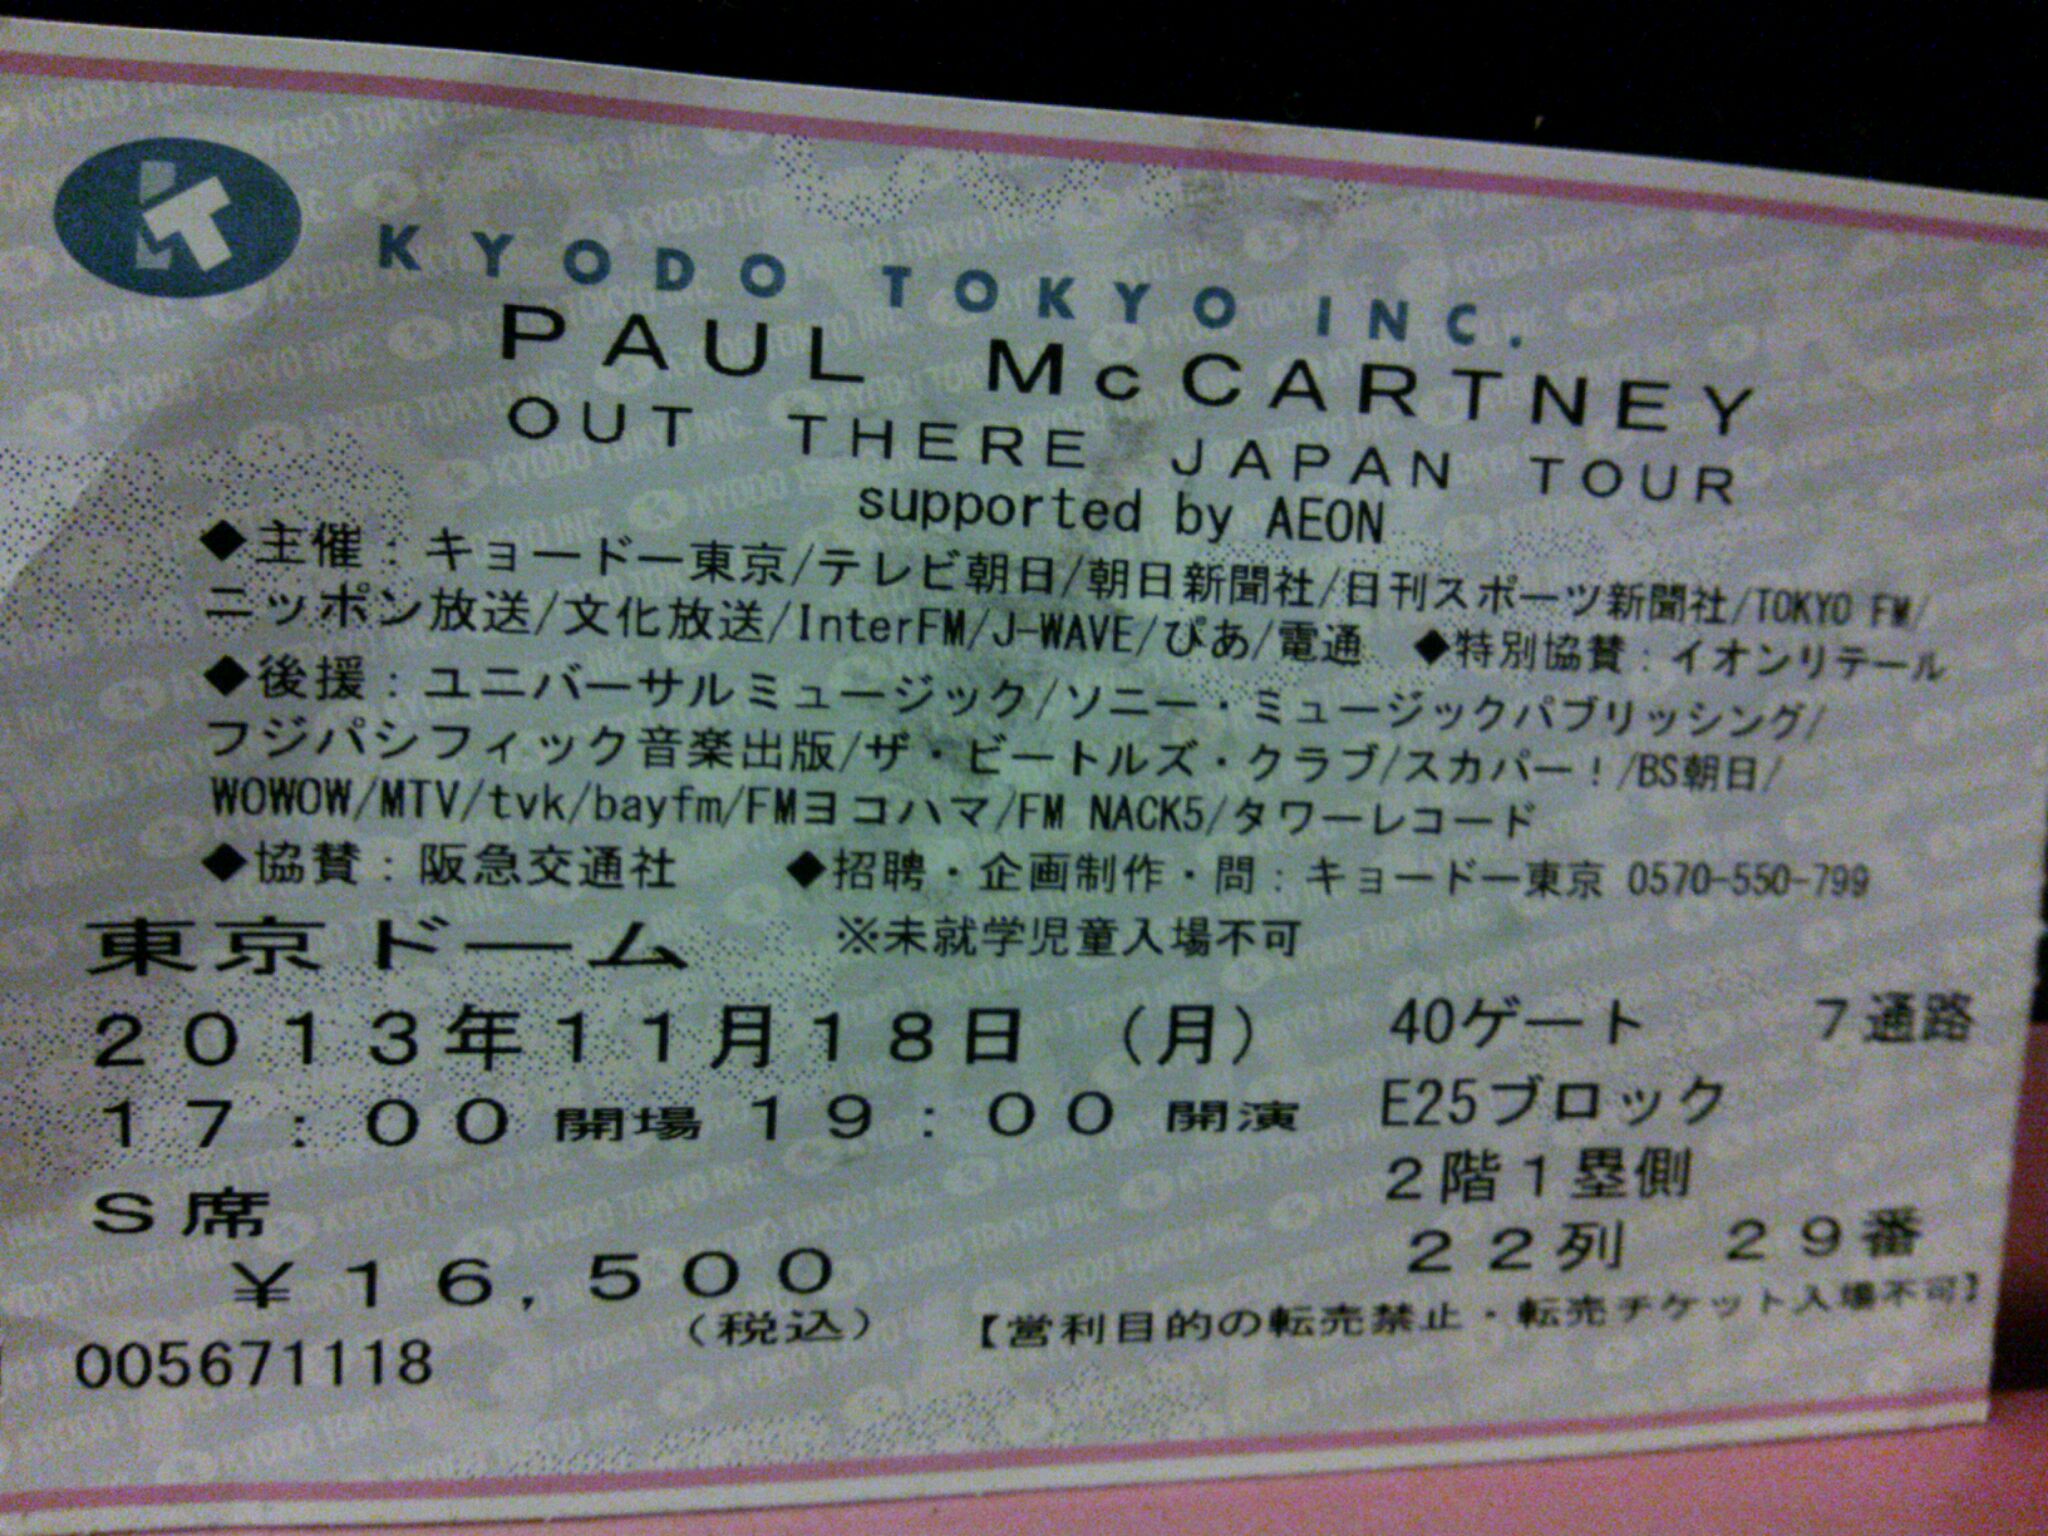 KYODO TOKYO INC.
PAUL McCARTNEY
OUT THERE JAPAN TOUR
supported by AEON
◆主催：キョードー東京/テレビ朝日/朝日新聞社/日刊スポーツ新聞社/TOKYO FM/
ニッポン放送/文化放送/InterFM/J-WAVE/ぴあ/電通 ◆特別協賛：イオンリテール
◆後援：ユニバーサルミュージック/ソニー・ミュージックパブリッシング/
フジパシフィック音楽出版/ザ・ビートルズ・クラブ/スカパー！/BS朝日/
WOWOW/MTV/tvk/bayfm/FMヨコハマ/FM NACK5/タワーレコード
◆協賛：阪急交通社 ◆招聘・企画制作・問：キョードー東京 0570-550-799
東京ドーム ※未就学児童入場不可
２０１３年１１月１８日（月） 40ゲート ７通路
１７：００開場１９：００開演 E25ブロック
２階１塁側
Ｓ席
２２列 ２９番
￥１６，５００
（税込） 【営利目的の転売禁止・転売チケット入場不可】
005671118